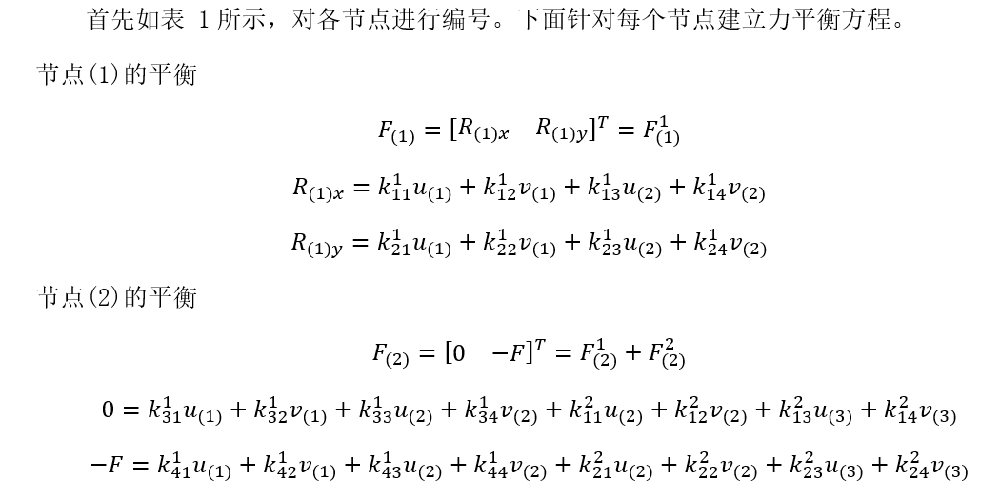 首先如表 1所示，对各节点进行编号。下面针对每个节点建立力平衡方程。
节点(1)的平衡
$F_{(1)} = [R_{(1)x} \quad R_{(1)y}]^T = F_{(1)}^1$
$R_{(1)x} = k_{11}^1 u_{(1)} + k_{12}^1 v_{(1)} + k_{13}^1 u_{(2)} + k_{14}^1 v_{(2)}$
$R_{(1)y} = k_{21}^1 u_{(1)} + k_{22}^1 v_{(1)} + k_{23}^1 u_{(2)} + k_{24}^1 v_{(2)}$
节点(2)的平衡
$F_{(2)} = [0 \quad -F]^T = F_{(2)}^1 + F_{(2)}^2$
$0 = k_{31}^1 u_{(1)} + k_{32}^1 v_{(1)} + k_{33}^1 u_{(2)} + k_{34}^1 v_{(2)} + k_{11}^2 u_{(2)} + k_{12}^2 v_{(2)} + k_{13}^2 u_{(3)} + k_{14}^2 v_{(3)}$
$-F = k_{41}^1 u_{(1)} + k_{42}^1 v_{(1)} + k_{43}^1 u_{(2)} + k_{44}^1 v_{(2)} + k_{21}^2 u_{(2)} + k_{22}^2 v_{(2)} + k_{23}^2 u_{(3)} + k_{24}^2 v_{(3)}$